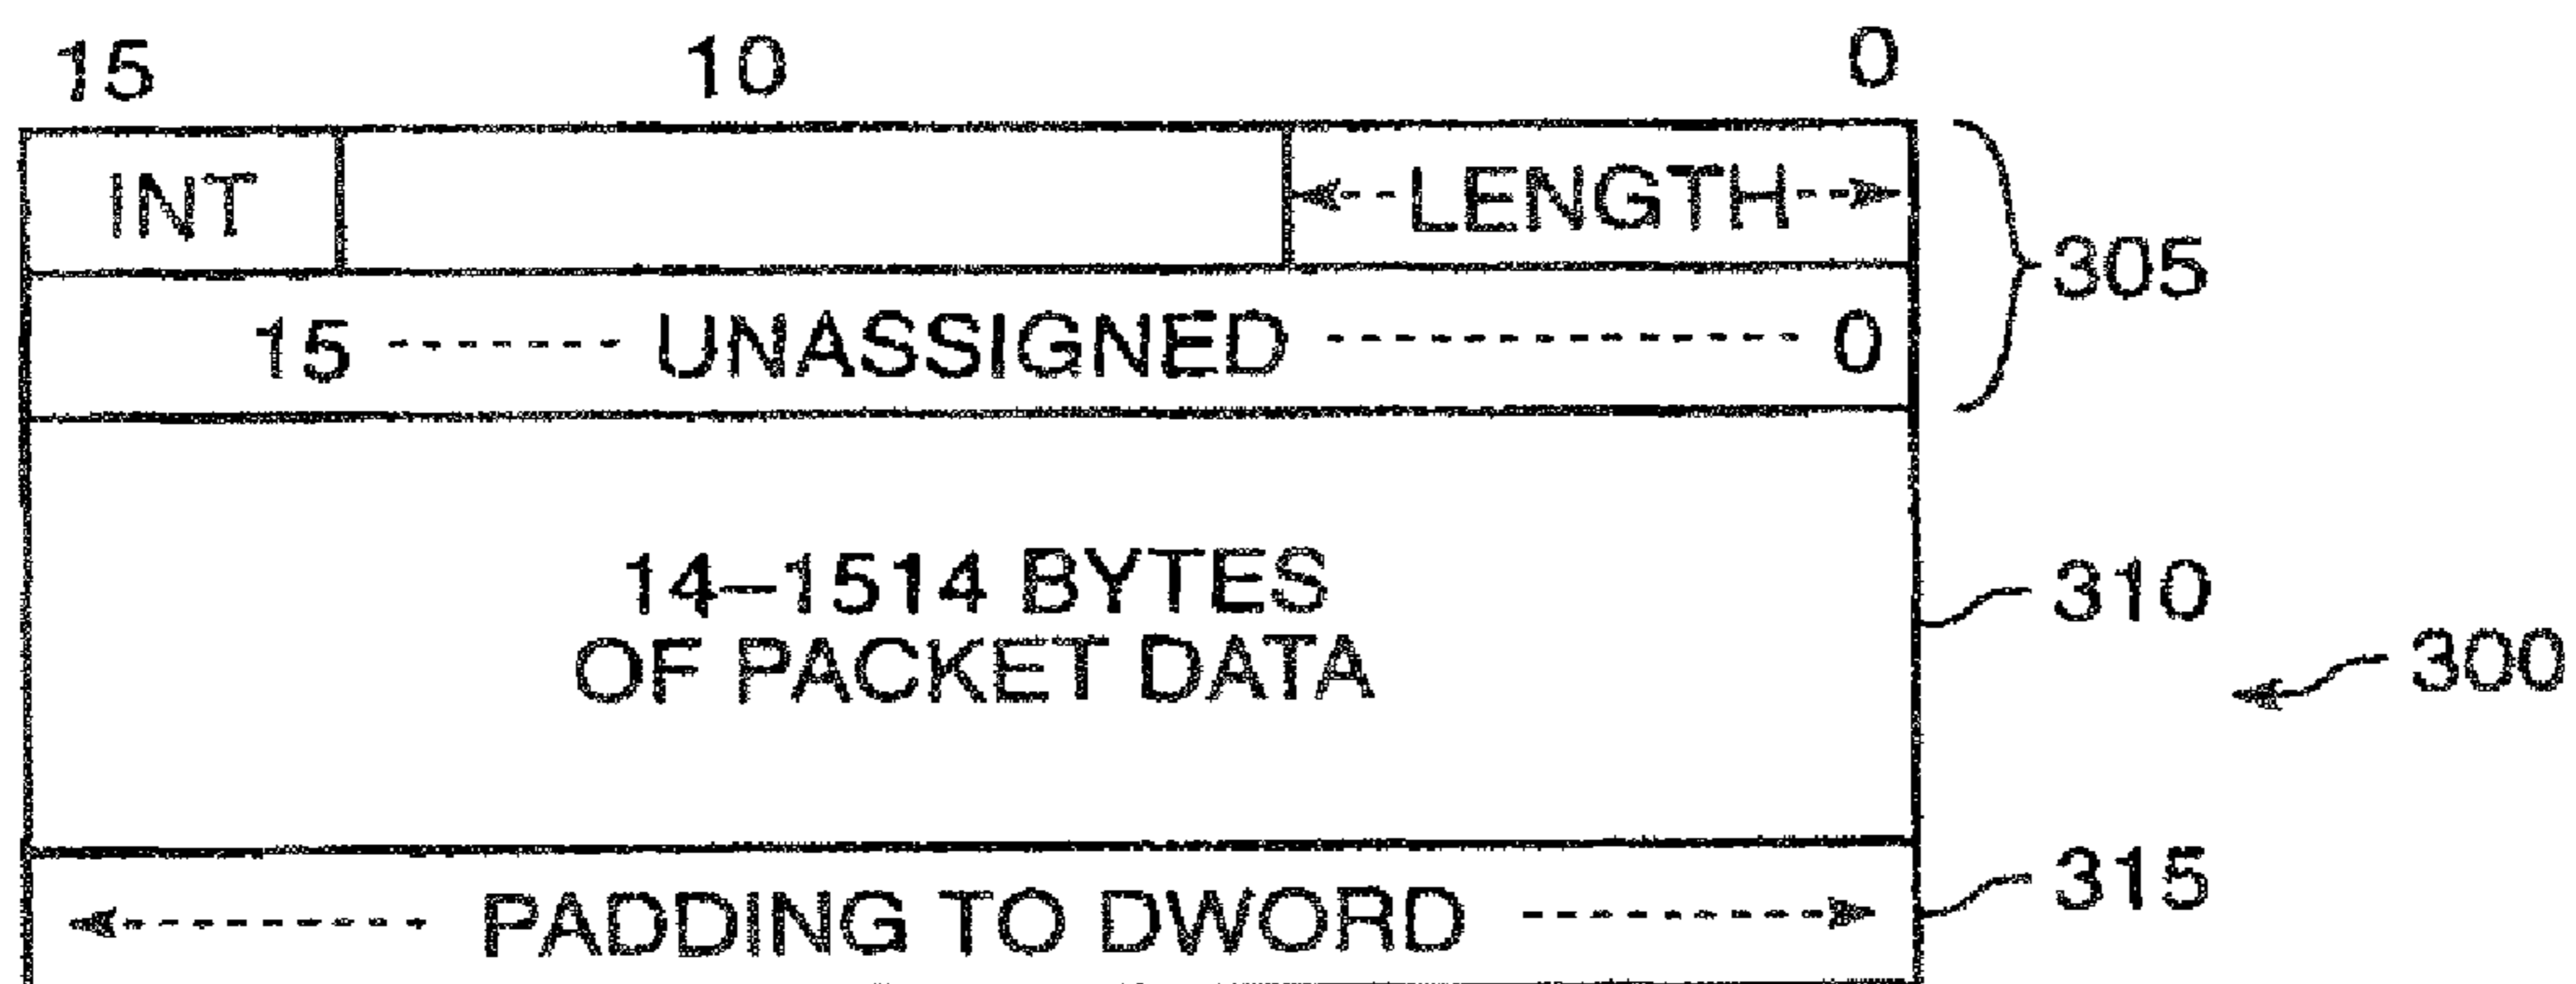 15 10 0
INT LENGTH
305
15 UNASSIGNED 0
14–1514 BYTES
310
OF PACKET DATA
300
PADDING TO DWORD
315